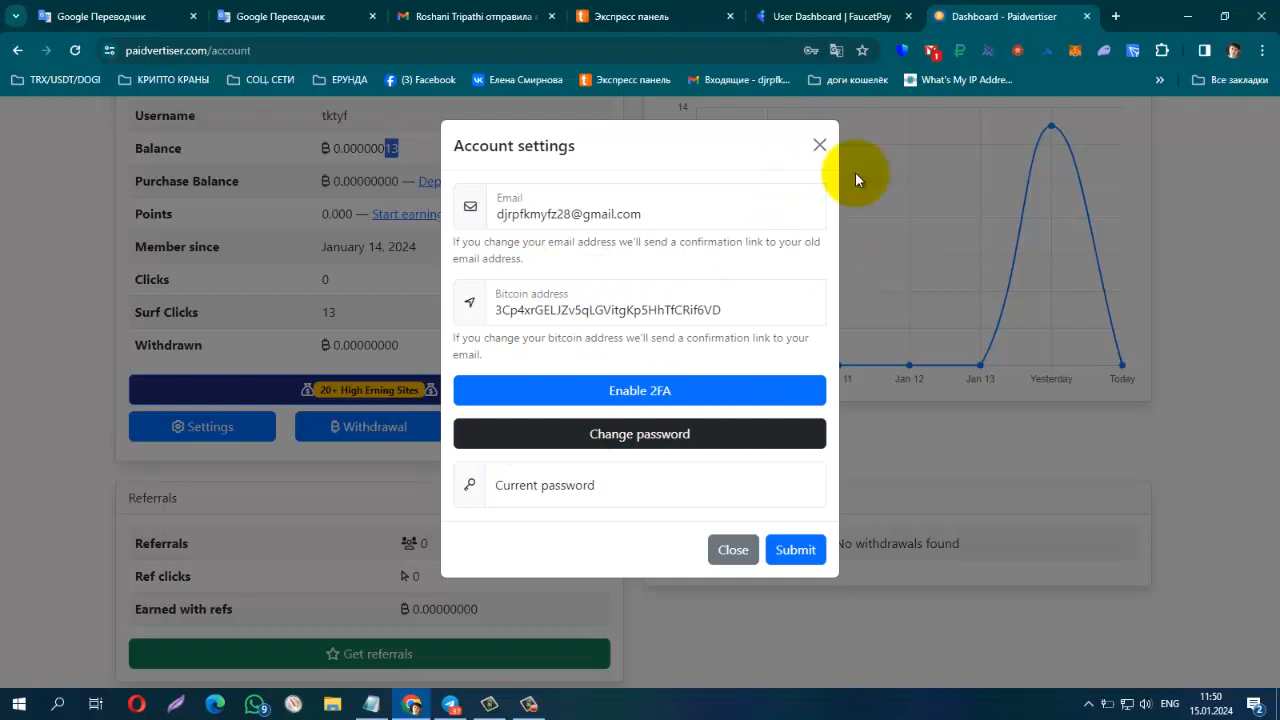 Google Переводчик
Google Переводчик
Roshani Tripathi отправила
Экспресс панель
User Dashboard | FaucetPay
Dashboard - Paidvertiser
paidvertiser.com/account
1
TRX/USDT/DOGI
КРИПТО КРАНЫ
СОЦ. СЕТИ
ЕРУНДА
(3) Facebook
Елена Смирнова
Экспресс панель
Входящие - djrpfk...
доги кошелёк
What's My IP Addre...
»
Все закладки
Username
tktyf
Balance
₿ 0.00000013
Purchase Balance
₿ 0.00000000 — Dep
Points
0.000 — Start earning
Member since
January 14, 2024
Clicks
0
Surf Clicks
13
Withdrawn
₿ 0.00000000
20+ High Erning Sites
Settings
₿ Withdrawal
Referrals
Referrals
0
Ref clicks
0
Earned with refs
₿ 0.00000000
Get referrals
Account settings
Email
djrpfkmyfz28@gmail.com
If you change your email address we'll send a confirmation link to your old
email address.
Bitcoin address
3Cp4xrGELJZv5qLGVitgKp5HhTfCRif6VD
If you change your bitcoin address we'll send a confirmation link to your
email.
Enable 2FA
Change password
Current password
Close
Submit
14
11
Jan 12
Jan 13
Yesterday
Today
No withdrawals found
9
ENG
11:50
15.01.2024
2